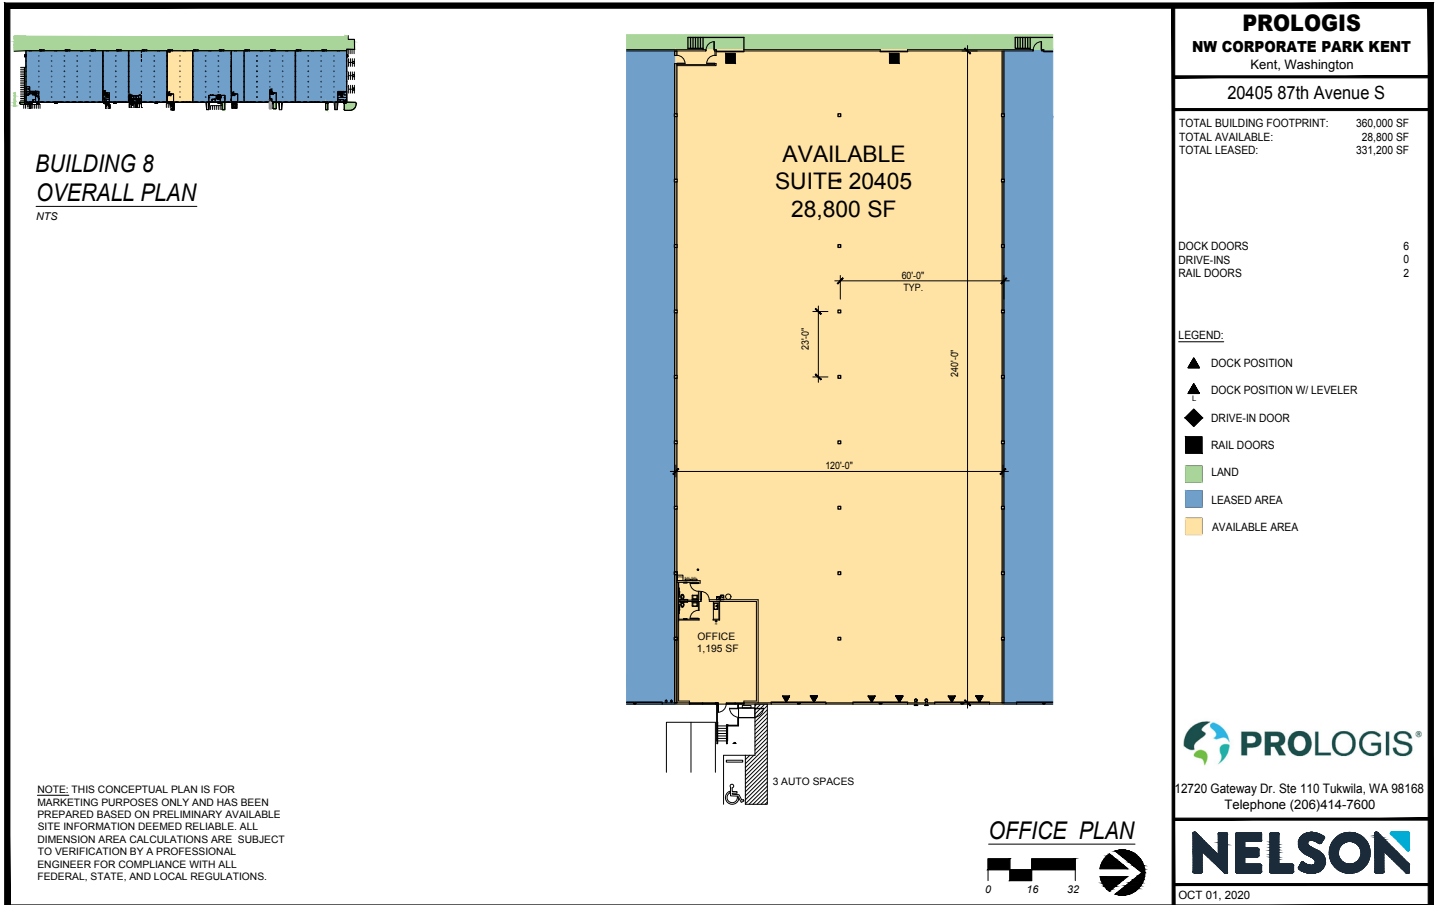 BUILDING 8
OVERALL PLAN
NTS
AVAILABLE
SUITE 20405
28,800 SF
60'-0"
TYP.
23'-0"
240'-0"
120'-0"
OFFICE
1,195 SF
3 AUTO SPACES
NOTE: THIS CONCEPTUAL PLAN IS FOR
MARKETING PURPOSES ONLY AND HAS BEEN
PREPARED BASED ON PRELIMINARY AVAILABLE
SITE INFORMATION DEEMED RELIABLE. ALL
DIMENSION AREA CALCULATIONS ARE SUBJECT
TO VERIFICATION BY A PROFESSIONAL
ENGINEER FOR COMPLIANCE WITH ALL
FEDERAL, STATE, AND LOCAL REGULATIONS.
OFFICE PLAN
0 16 32
PROLOGIS
NW CORPORATE PARK KENT
Kent, Washington
20405 87th Avenue S
TOTAL BUILDING FOOTPRINT: 360,000 SF
TOTAL AVAILABLE: 28,800 SF
TOTAL LEASED: 331,200 SF
DOCK DOORS 6
DRIVE-INS 0
RAIL DOORS 2
LEGEND:
DOCK POSITION
DOCK POSITION W/ LEVELER
L
DRIVE-IN DOOR
RAIL DOORS
LAND
LEASED AREA
AVAILABLE AREA
PROLOGIS®
12720 Gateway Dr. Ste 110 Tukwila, WA 98168
Telephone (206)414-7600
NELSON
OCT 01, 2020